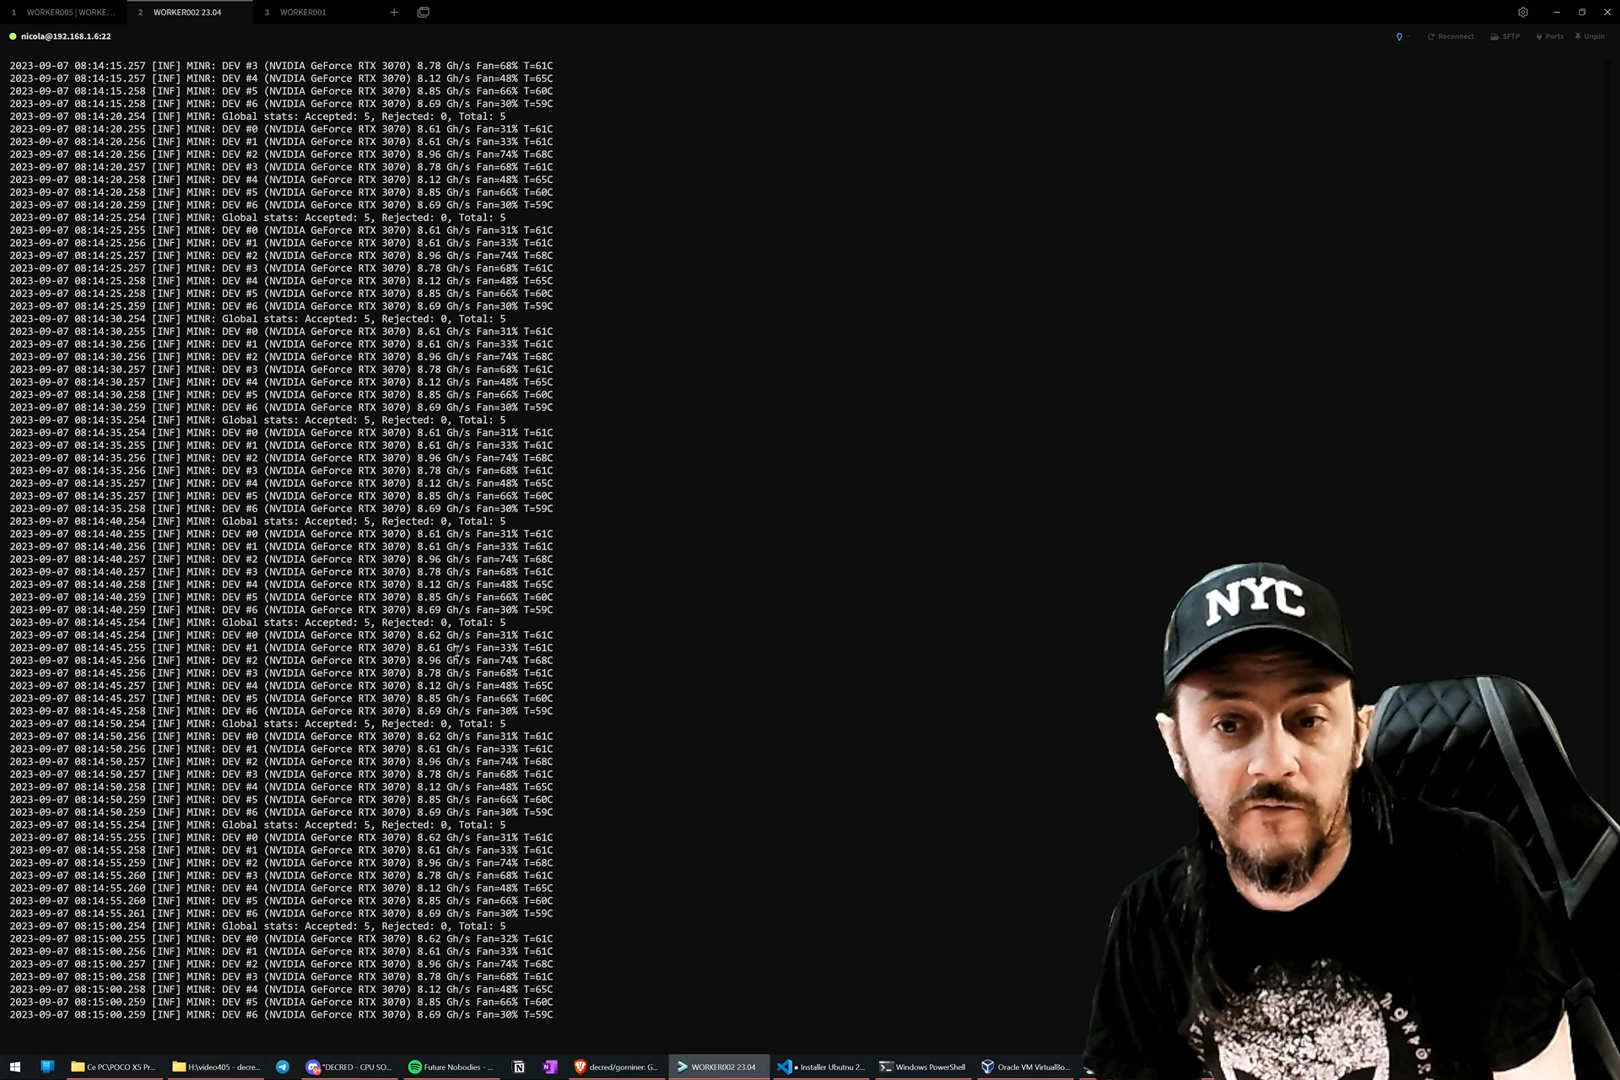 1 WORKER005 | WORKE...
2 WORKER002 23.04
3 WORKER001
nicola@192.168.1.6:22
Reconnect SFTP Ports Unpin
2023-09-07 08:14:15.257 [INF] MINR: DEV #3 (NVIDIA GeForce RTX 3070) 8.78 Gh/s Fan=68% T=61C
2023-09-07 08:14:15.258 [INF] MINR: DEV #4 (NVIDIA GeForce RTX 3070) 8.12 Gh/s Fan=48% T=65C
2023-09-07 08:14:15.258 [INF] MINR: DEV #5 (NVIDIA GeForce RTX 3070) 8.85 Gh/s Fan=66% T=60C
2023-09-07 08:14:15.258 [INF] MINR: DEV #6 (NVIDIA GeForce RTX 3070) 8.69 Gh/s Fan=30% T=59C
2023-09-07 08:14:20.254 [INF] MINR: Global stats: Accepted: 5, Rejected: 0, Total: 5
2023-09-07 08:14:20.255 [INF] MINR: DEV #0 (NVIDIA GeForce RTX 3070) 8.61 Gh/s Fan=31% T=61C
2023-09-07 08:14:20.256 [INF] MINR: DEV #1 (NVIDIA GeForce RTX 3070) 8.61 Gh/s Fan=33% T=61C
2023-09-07 08:14:20.256 [INF] MINR: DEV #2 (NVIDIA GeForce RTX 3070) 8.96 Gh/s Fan=74% T=68C
2023-09-07 08:14:20.257 [INF] MINR: DEV #3 (NVIDIA GeForce RTX 3070) 8.78 Gh/s Fan=68% T=61C
2023-09-07 08:14:20.258 [INF] MINR: DEV #4 (NVIDIA GeForce RTX 3070) 8.12 Gh/s Fan=48% T=65C
2023-09-07 08:14:20.258 [INF] MINR: DEV #5 (NVIDIA GeForce RTX 3070) 8.85 Gh/s Fan=66% T=60C
2023-09-07 08:14:20.259 [INF] MINR: DEV #6 (NVIDIA GeForce RTX 3070) 8.69 Gh/s Fan=30% T=59C
2023-09-07 08:14:25.254 [INF] MINR: Global stats: Accepted: 5, Rejected: 0, Total: 5
2023-09-07 08:14:25.255 [INF] MINR: DEV #0 (NVIDIA GeForce RTX 3070) 8.61 Gh/s Fan=31% T=61C
2023-09-07 08:14:25.256 [INF] MINR: DEV #1 (NVIDIA GeForce RTX 3070) 8.61 Gh/s Fan=33% T=61C
2023-09-07 08:14:25.257 [INF] MINR: DEV #2 (NVIDIA GeForce RTX 3070) 8.96 Gh/s Fan=74% T=68C
2023-09-07 08:14:25.257 [INF] MINR: DEV #3 (NVIDIA GeForce RTX 3070) 8.78 Gh/s Fan=68% T=61C
2023-09-07 08:14:25.258 [INF] MINR: DEV #4 (NVIDIA GeForce RTX 3070) 8.12 Gh/s Fan=48% T=65C
2023-09-07 08:14:25.258 [INF] MINR: DEV #5 (NVIDIA GeForce RTX 3070) 8.85 Gh/s Fan=66% T=60C
2023-09-07 08:14:25.259 [INF] MINR: DEV #6 (NVIDIA GeForce RTX 3070) 8.69 Gh/s Fan=30% T=59C
2023-09-07 08:14:30.254 [INF] MINR: Global stats: Accepted: 5, Rejected: 0, Total: 5
2023-09-07 08:14:30.255 [INF] MINR: DEV #0 (NVIDIA GeForce RTX 3070) 8.61 Gh/s Fan=31% T=61C
2023-09-07 08:14:30.256 [INF] MINR: DEV #1 (NVIDIA GeForce RTX 3070) 8.61 Gh/s Fan=33% T=61C
2023-09-07 08:14:30.256 [INF] MINR: DEV #2 (NVIDIA GeForce RTX 3070) 8.96 Gh/s Fan=74% T=68C
2023-09-07 08:14:30.257 [INF] MINR: DEV #3 (NVIDIA GeForce RTX 3070) 8.78 Gh/s Fan=68% T=61C
2023-09-07 08:14:30.257 [INF] MINR: DEV #4 (NVIDIA GeForce RTX 3070) 8.12 Gh/s Fan=48% T=65C
2023-09-07 08:14:30.258 [INF] MINR: DEV #5 (NVIDIA GeForce RTX 3070) 8.85 Gh/s Fan=66% T=60C
2023-09-07 08:14:30.259 [INF] MINR: DEV #6 (NVIDIA GeForce RTX 3070) 8.69 Gh/s Fan=30% T=59C
2023-09-07 08:14:35.254 [INF] MINR: Global stats: Accepted: 5, Rejected: 0, Total: 5
2023-09-07 08:14:35.254 [INF] MINR: DEV #0 (NVIDIA GeForce RTX 3070) 8.61 Gh/s Fan=31% T=61C
2023-09-07 08:14:35.255 [INF] MINR: DEV #1 (NVIDIA GeForce RTX 3070) 8.61 Gh/s Fan=33% T=61C
2023-09-07 08:14:35.256 [INF] MINR: DEV #2 (NVIDIA GeForce RTX 3070) 8.96 Gh/s Fan=74% T=68C
2023-09-07 08:14:35.256 [INF] MINR: DEV #3 (NVIDIA GeForce RTX 3070) 8.78 Gh/s Fan=68% T=61C
2023-09-07 08:14:35.257 [INF] MINR: DEV #4 (NVIDIA GeForce RTX 3070) 8.12 Gh/s Fan=48% T=65C
2023-09-07 08:14:35.257 [INF] MINR: DEV #5 (NVIDIA GeForce RTX 3070) 8.85 Gh/s Fan=66% T=60C
2023-09-07 08:14:35.258 [INF] MINR: DEV #6 (NVIDIA GeForce RTX 3070) 8.69 Gh/s Fan=30% T=59C
2023-09-07 08:14:40.254 [INF] MINR: Global stats: Accepted: 5, Rejected: 0, Total: 5
2023-09-07 08:14:40.255 [INF] MINR: DEV #0 (NVIDIA GeForce RTX 3070) 8.61 Gh/s Fan=31% T=61C
2023-09-07 08:14:40.256 [INF] MINR: DEV #1 (NVIDIA GeForce RTX 3070) 8.61 Gh/s Fan=33% T=61C
2023-09-07 08:14:40.257 [INF] MINR: DEV #2 (NVIDIA GeForce RTX 3070) 8.96 Gh/s Fan=74% T=68C
2023-09-07 08:14:40.257 [INF] MINR: DEV #3 (NVIDIA GeForce RTX 3070) 8.78 Gh/s Fan=68% T=61C
2023-09-07 08:14:40.258 [INF] MINR: DEV #4 (NVIDIA GeForce RTX 3070) 8.12 Gh/s Fan=48% T=65C
2023-09-07 08:14:40.259 [INF] MINR: DEV #5 (NVIDIA GeForce RTX 3070) 8.85 Gh/s Fan=66% T=60C
2023-09-07 08:14:40.259 [INF] MINR: DEV #6 (NVIDIA GeForce RTX 3070) 8.69 Gh/s Fan=30% T=59C
2023-09-07 08:14:45.254 [INF] MINR: Global stats: Accepted: 5, Rejected: 0, Total: 5
2023-09-07 08:14:45.254 [INF] MINR: DEV #0 (NVIDIA GeForce RTX 3070) 8.62 Gh/s Fan=31% T=61C
2023-09-07 08:14:45.255 [INF] MINR: DEV #1 (NVIDIA GeForce RTX 3070) 8.61 Gh/s Fan=33% T=61C
2023-09-07 08:14:45.256 [INF] MINR: DEV #2 (NVIDIA GeForce RTX 3070) 8.96 Gh/s Fan=74% T=68C
2023-09-07 08:14:45.256 [INF] MINR: DEV #3 (NVIDIA GeForce RTX 3070) 8.78 Gh/s Fan=68% T=61C
2023-09-07 08:14:45.257 [INF] MINR: DEV #4 (NVIDIA GeForce RTX 3070) 8.12 Gh/s Fan=48% T=65C
2023-09-07 08:14:45.257 [INF] MINR: DEV #5 (NVIDIA GeForce RTX 3070) 8.85 Gh/s Fan=66% T=60C
2023-09-07 08:14:45.258 [INF] MINR: DEV #6 (NVIDIA GeForce RTX 3070) 8.69 Gh/s Fan=30% T=59C
2023-09-07 08:14:50.254 [INF] MINR: Global stats: Accepted: 5, Rejected: 0, Total: 5
2023-09-07 08:14:50.256 [INF] MINR: DEV #0 (NVIDIA GeForce RTX 3070) 8.62 Gh/s Fan=31% T=61C
2023-09-07 08:14:50.256 [INF] MINR: DEV #1 (NVIDIA GeForce RTX 3070) 8.61 Gh/s Fan=33% T=61C
2023-09-07 08:14:50.257 [INF] MINR: DEV #2 (NVIDIA GeForce RTX 3070) 8.96 Gh/s Fan=74% T=68C
2023-09-07 08:14:50.257 [INF] MINR: DEV #3 (NVIDIA GeForce RTX 3070) 8.78 Gh/s Fan=68% T=61C
2023-09-07 08:14:50.258 [INF] MINR: DEV #4 (NVIDIA GeForce RTX 3070) 8.12 Gh/s Fan=48% T=65C
2023-09-07 08:14:50.259 [INF] MINR: DEV #5 (NVIDIA GeForce RTX 3070) 8.85 Gh/s Fan=66% T=60C
2023-09-07 08:14:50.259 [INF] MINR: DEV #6 (NVIDIA GeForce RTX 3070) 8.69 Gh/s Fan=30% T=59C
2023-09-07 08:14:55.254 [INF] MINR: Global stats: Accepted: 5, Rejected: 0, Total: 5
2023-09-07 08:14:55.255 [INF] MINR: DEV #0 (NVIDIA GeForce RTX 3070) 8.62 Gh/s Fan=31% T=61C
2023-09-07 08:14:55.258 [INF] MINR: DEV #1 (NVIDIA GeForce RTX 3070) 8.61 Gh/s Fan=33% T=61C
2023-09-07 08:14:55.259 [INF] MINR: DEV #2 (NVIDIA GeForce RTX 3070) 8.96 Gh/s Fan=74% T=68C
2023-09-07 08:14:55.260 [INF] MINR: DEV #3 (NVIDIA GeForce RTX 3070) 8.78 Gh/s Fan=68% T=61C
2023-09-07 08:14:55.260 [INF] MINR: DEV #4 (NVIDIA GeForce RTX 3070) 8.12 Gh/s Fan=48% T=65C
2023-09-07 08:14:55.260 [INF] MINR: DEV #5 (NVIDIA GeForce RTX 3070) 8.85 Gh/s Fan=66% T=60C
2023-09-07 08:14:55.261 [INF] MINR: DEV #6 (NVIDIA GeForce RTX 3070) 8.69 Gh/s Fan=30% T=59C
2023-09-07 08:15:00.254 [INF] MINR: Global stats: Accepted: 5, Rejected: 0, Total: 5
2023-09-07 08:15:00.255 [INF] MINR: DEV #0 (NVIDIA GeForce RTX 3070) 8.62 Gh/s Fan=32% T=61C
2023-09-07 08:15:00.256 [INF] MINR: DEV #1 (NVIDIA GeForce RTX 3070) 8.61 Gh/s Fan=33% T=61C
2023-09-07 08:15:00.257 [INF] MINR: DEV #2 (NVIDIA GeForce RTX 3070) 8.96 Gh/s Fan=74% T=68C
2023-09-07 08:15:00.258 [INF] MINR: DEV #3 (NVIDIA GeForce RTX 3070) 8.78 Gh/s Fan=68% T=61C
2023-09-07 08:15:00.258 [INF] MINR: DEV #4 (NVIDIA GeForce RTX 3070) 8.12 Gh/s Fan=48% T=65C
2023-09-07 08:15:00.259 [INF] MINR: DEV #5 (NVIDIA GeForce RTX 3070) 8.85 Gh/s Fan=66% T=60C
2023-09-07 08:15:00.259 [INF] MINR: DEV #6 (NVIDIA GeForce RTX 3070) 8.69 Gh/s Fan=30% T=59C
NYC
Ce PC\POCO X5 Pr...
H:\video405 - decre...
"DECRED - CPU SO...
Future Nobodies - ...
decred/gominer: G...
WORKER002 23.04
● Installer Ubutnu 2...
Windows PowerShell
Oracle VM VirtualBo...